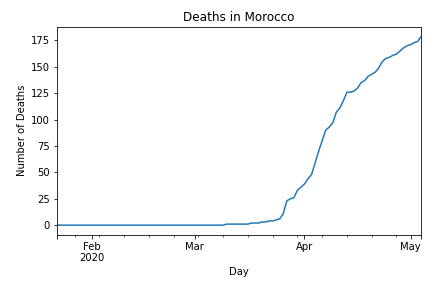 Deaths in Morocco
Number of Deaths
175
150
125
100
75
50
25
0
Feb
2020
Mar
Apr
May
Day